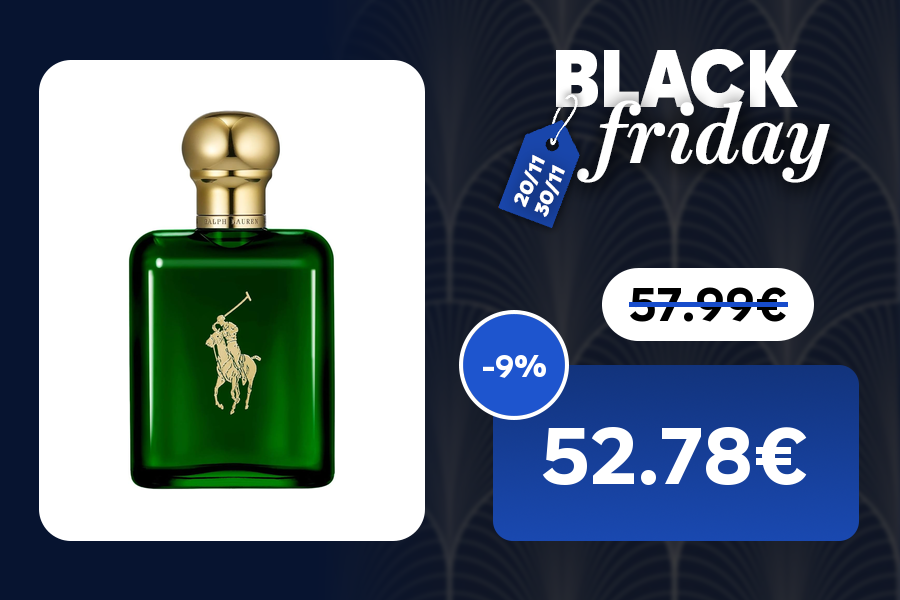 BLACK
friday
20/11
30/11
RALPH LAUREN
57.99€
-9%
52.78€